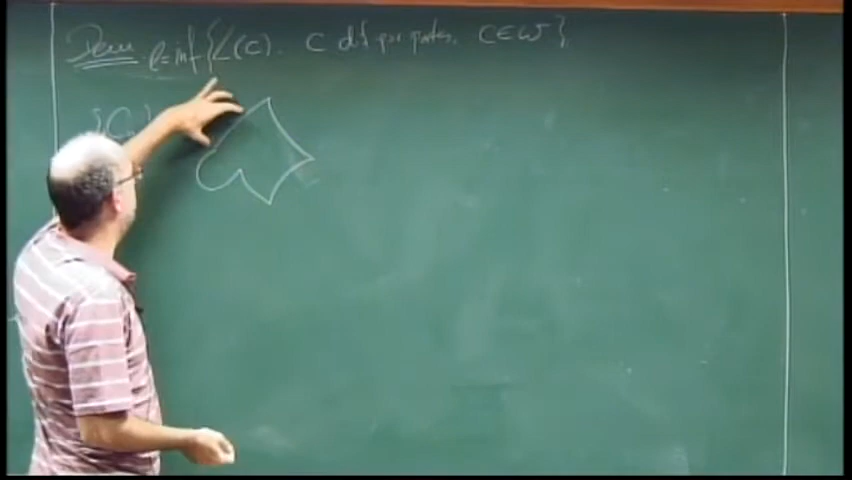 Dem l = inf { L(C). C dif por partes. C ∈ W }
{C